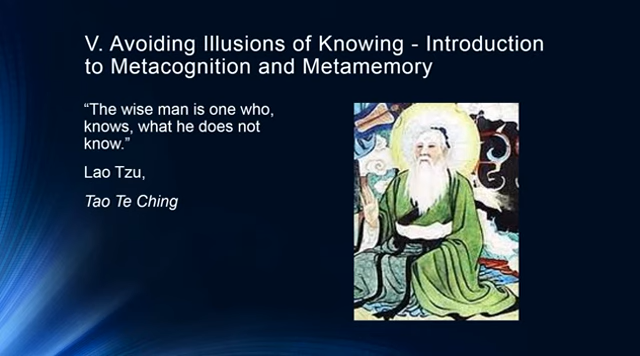 V. Avoiding Illusions of Knowing - Introduction
to Metacognition and Metamemory
“The wise man is one who,
knows, what he does not
know.”
Lao Tzu,
Tao Te Ching